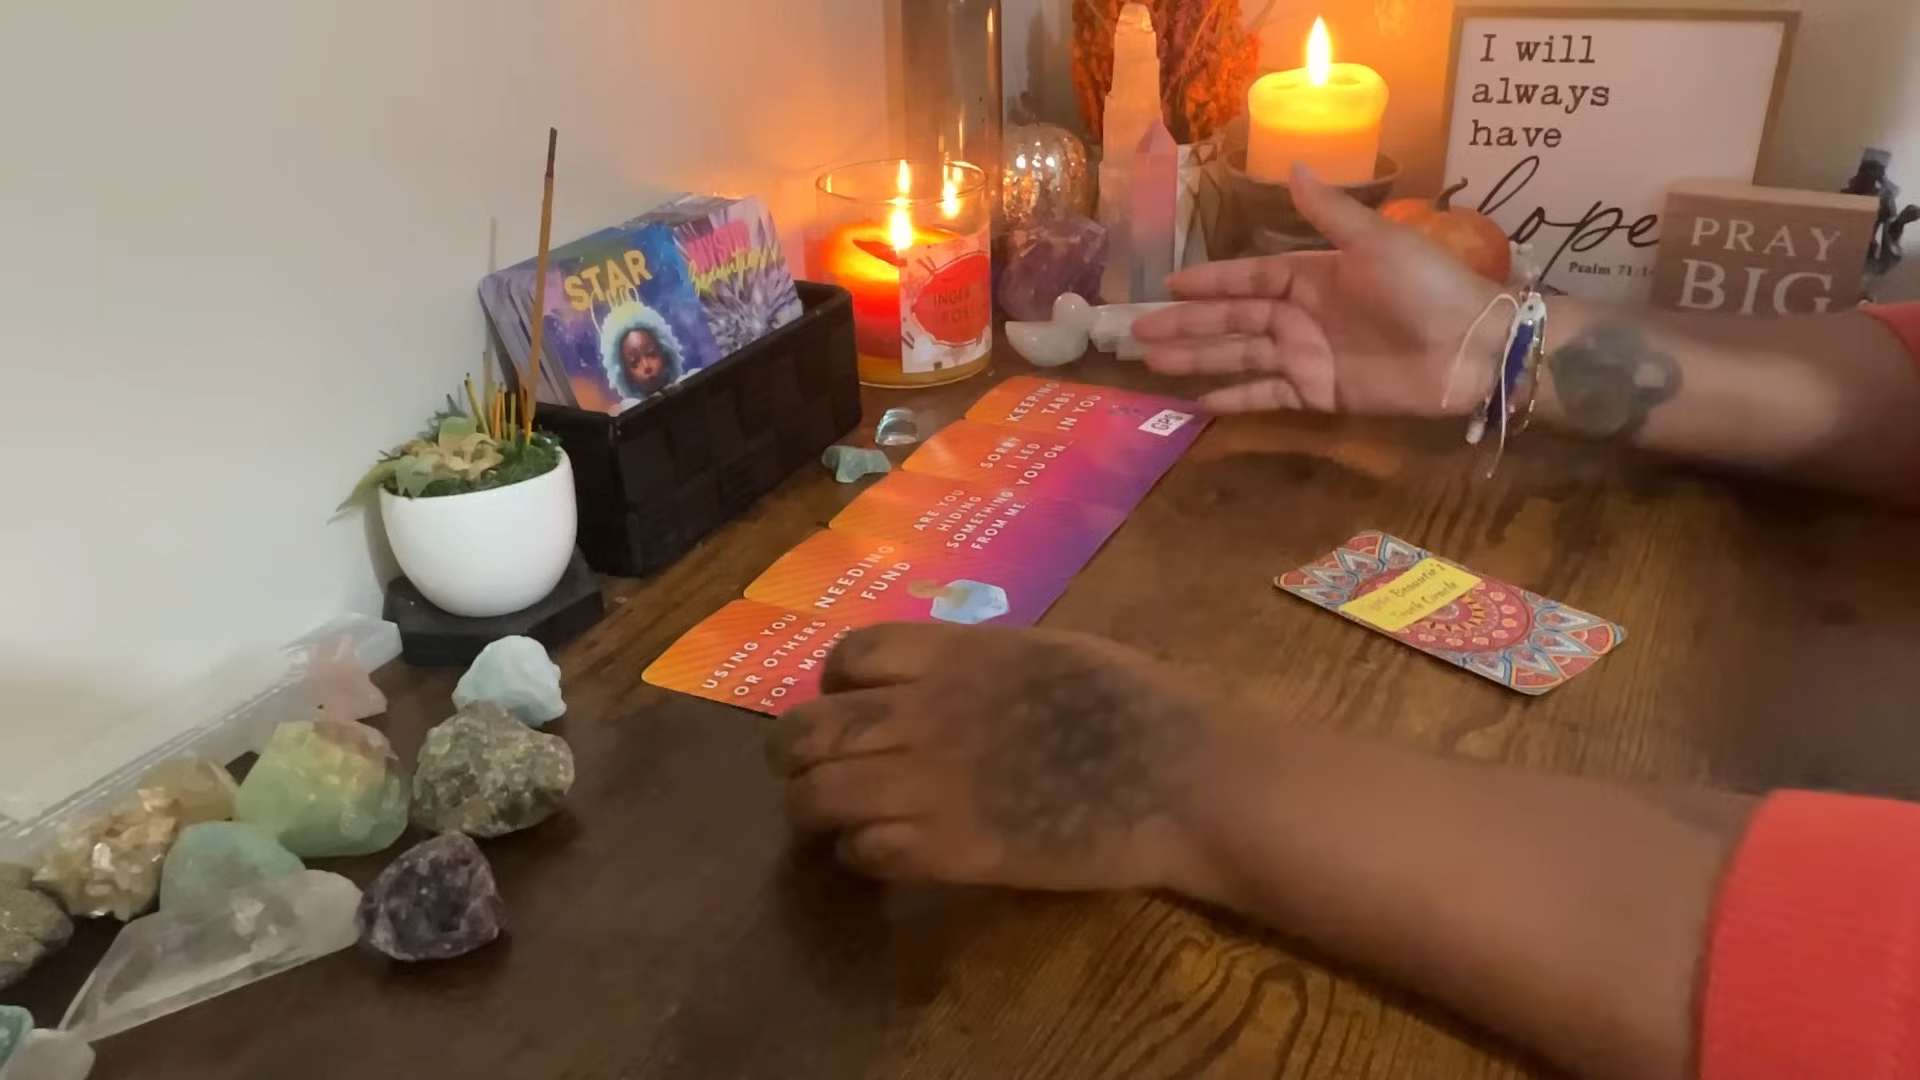 I will
always
have
hope
Psalm 71:1
PRAY
BIG
STAR
KEEPING
TABS
IN YOU
GPS
SORRY
I LED
YOU ON...
ARE YOU
HIDING
SOMETHING
FROM ME
NEEDING
FUND
USING YOU
OR OTHERS
FOR MONEY